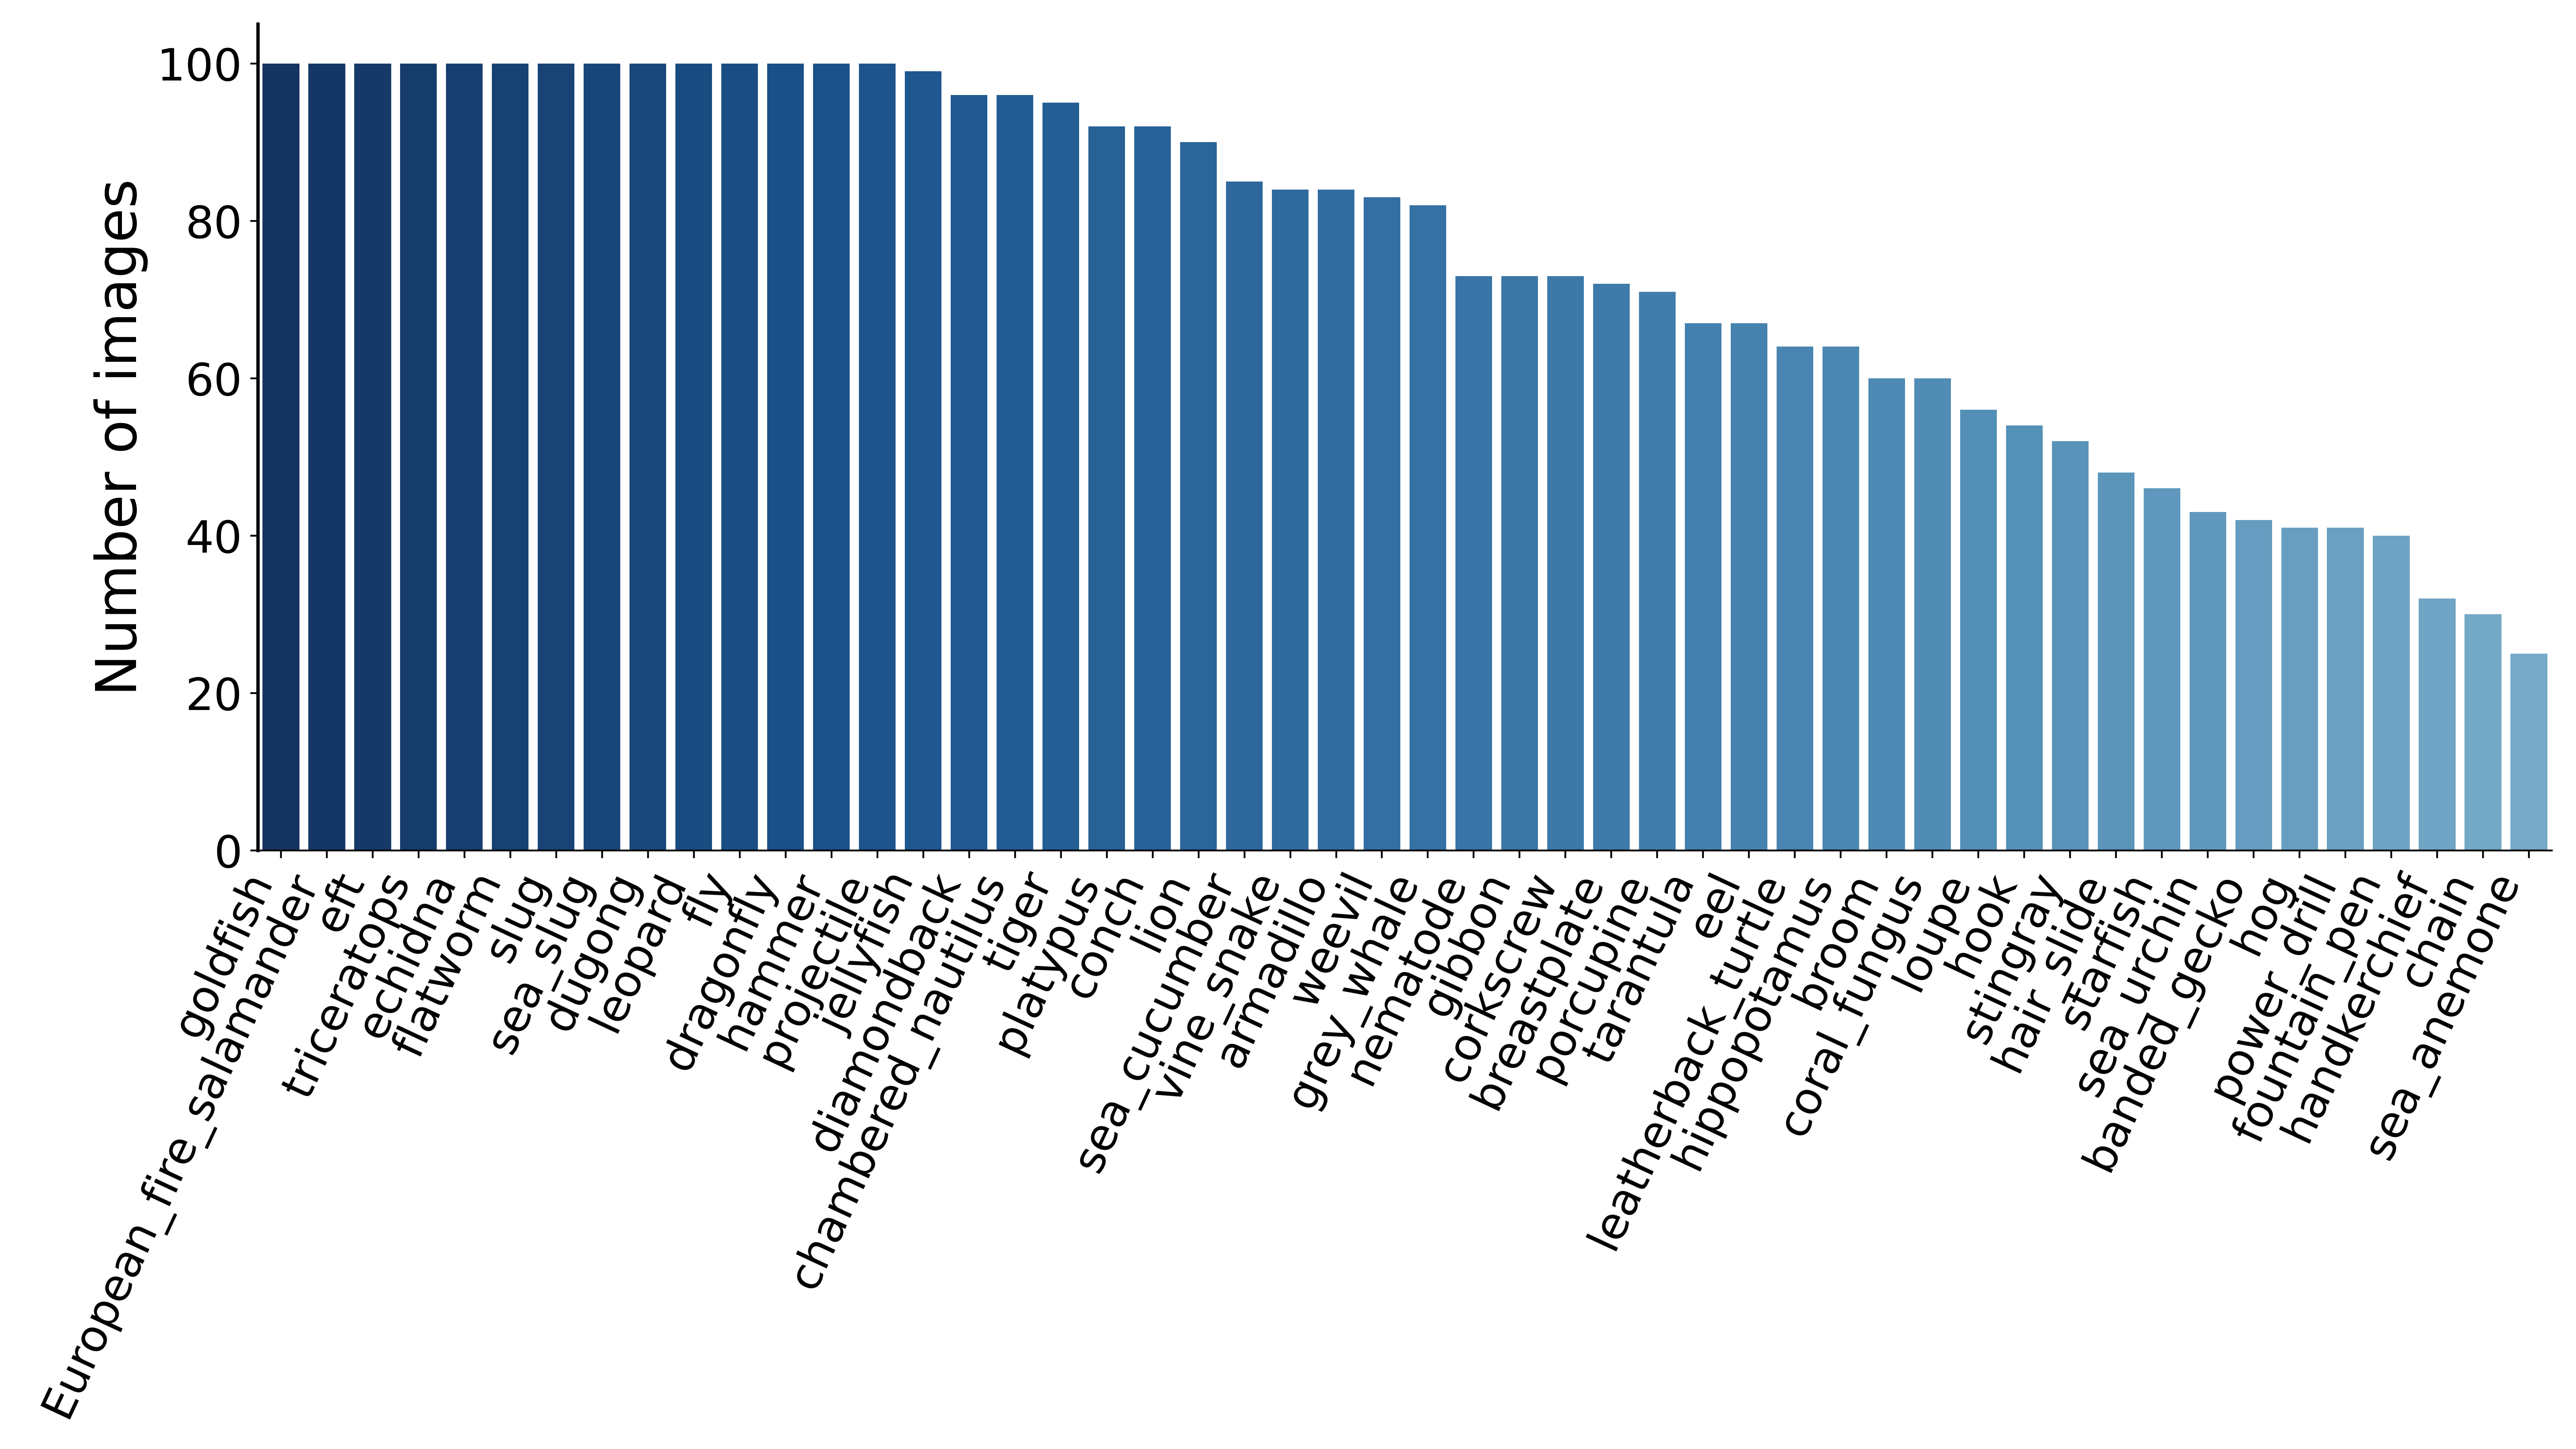 Number of images
100
80
60
40
20
0
goldfish
European_fire_salamander
eft
triceratops
echidna
flatworm
slug
sea_slug
dugong
leopard
fly
dragonfly
hammer
projectile
jellyfish
diamondback
chambered_nautilus
tiger
platypus
conch
lion
sea_cucumber
vine_snake
armadillo
weevil
grey_whale
nematode
gibbon
corkscrew
breastplate
porcupine
tarantula
eel
leatherback_turtle
hippopotamus
broom
coral_fungus
loupe
hook
stingray
hair_slide
starfish
sea_urchin
banded_gecko
hog
power_drill
fountain_pen
handkerchief
chain
sea_anemone